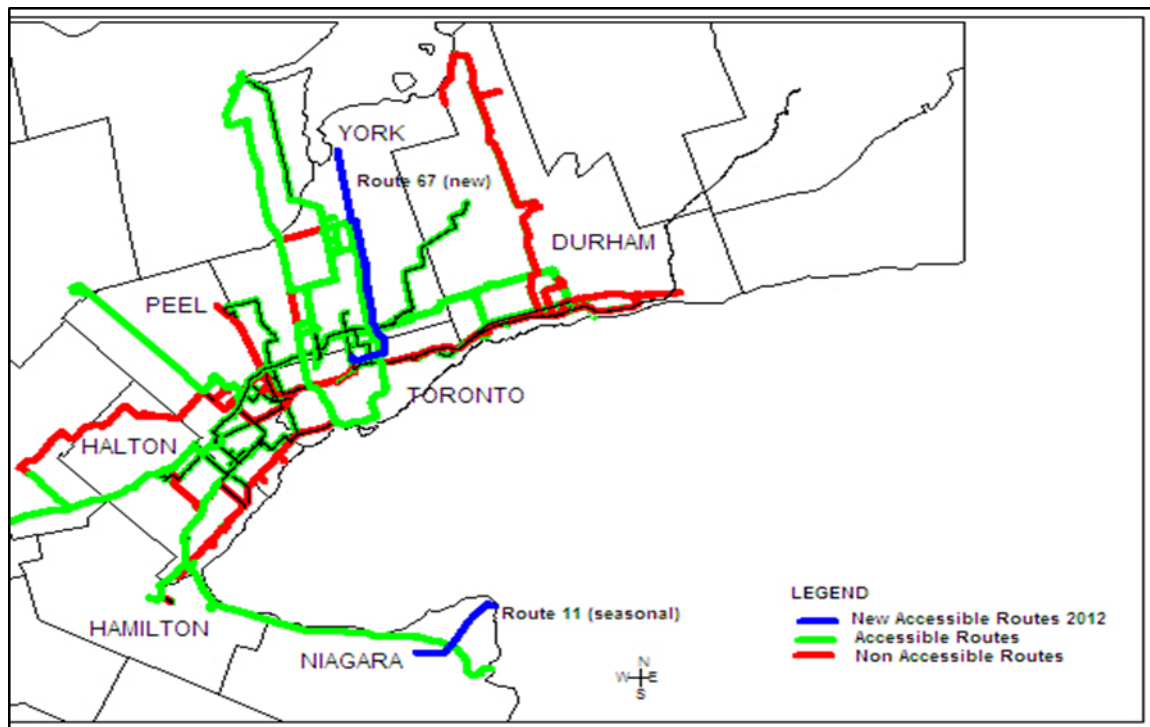 YORK
Route 67 (new)
DURHAM
PEEL
TORONTO
HALTON
LEGEND
New Accessible Routes 2012
Accessible Routes
Non Accessible Routes
Route 11 (seasonal)
HAMILTON
NIAGARA
N
W E
S